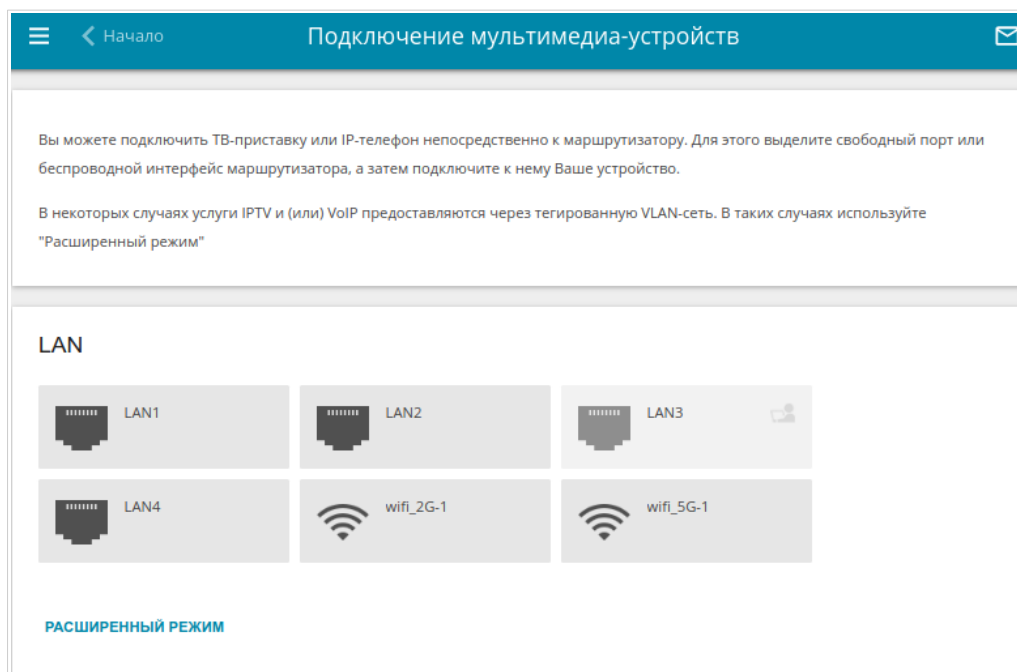 Начало
Подключение мультимедиа-устройств
Вы можете подключить ТВ-приставку или IP-телефон непосредственно к маршрутизатору. Для этого выделите свободный порт или
беспроводной интерфейс маршрутизатора, а затем подключите к нему Ваше устройство.
В некоторых случаях услуги IPTV и (или) VoIP предоставляются через тегированную VLAN-сеть. В таких случаях используйте
"Расширенный режим"
LAN
LAN1
LAN2
LAN3
LAN4
wifi_2G-1
wifi_5G-1
РАСШИРЕННЫЙ РЕЖИМ